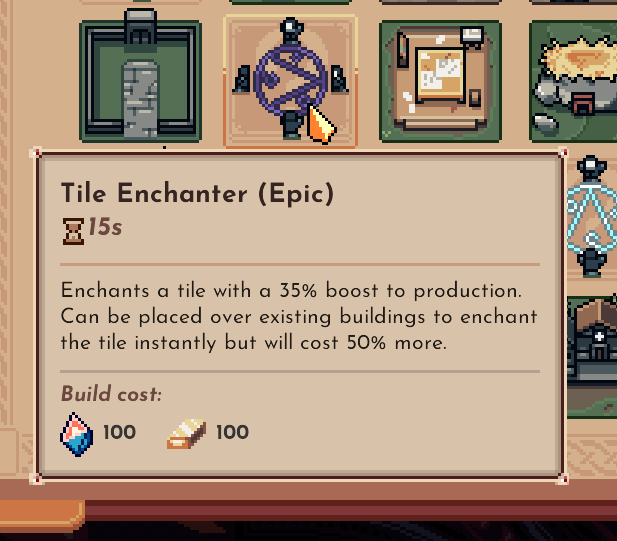 Tile Enchanter (Epic)
15s
Enchants a tile with a 35% boost to production.
Can be placed over existing buildings to enchant
the tile instantly but will cost 50% more.
Build cost:
100 100